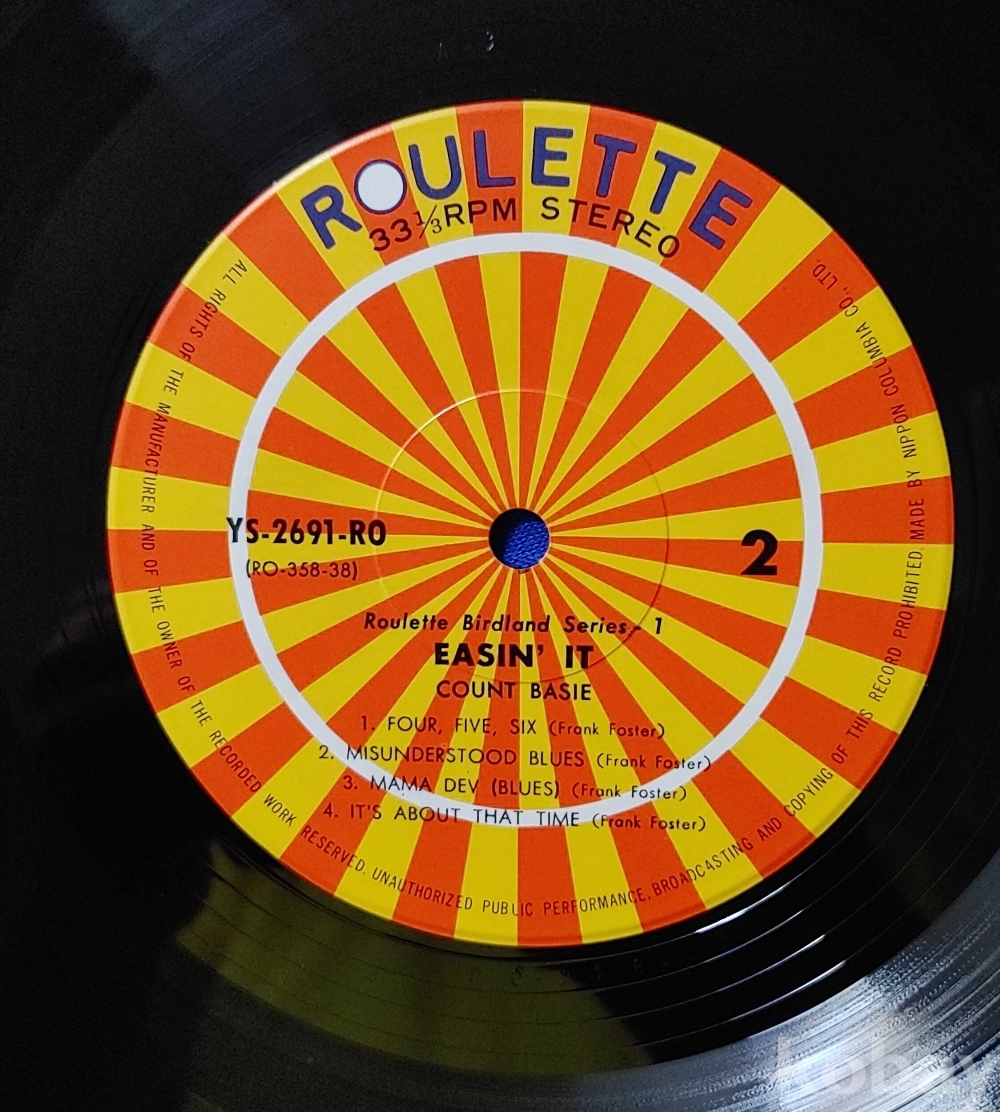 ROULETTE
33⅓RPM STEREO
YS-2691-RO
(RO-358-38)
2
Roulette Birdland Series - 1
EASIN' IT
COUNT BASIE
1. FOUR, FIVE, SIX (Frank Foster)
2. MISUNDERSTOOD BLUES (Frank Foster)
3. MAMA DEV (BLUES) (Frank Foster)
4. IT'S ABOUT THAT TIME (Frank Foster)
ALL RIGHTS OF THE MANUFACTURER AND OF THE OWNER OF THE RECORDED WORK RESERVED. UNAUTHORIZED PUBLIC PERFORMANCE, BROADCASTING AND COPYING OF THIS RECORD PROHIBITED. MADE BY NIPPON COLUMBIA CO., LTD.